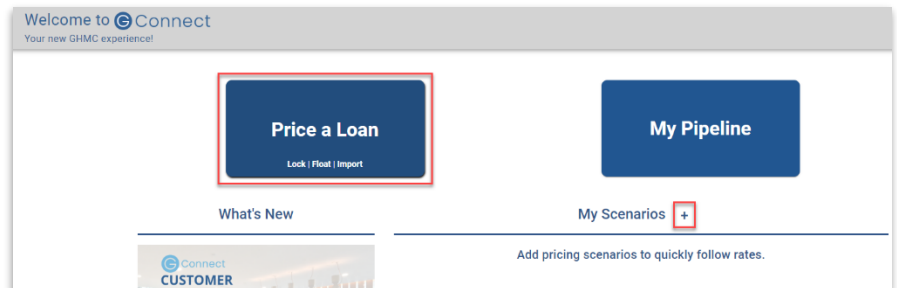 Welcome to G Connect
Your new GHMC experience!
Price a Loan
Lock | Float | Import
My Pipeline
What's New
My Scenarios +
Add pricing scenarios to quickly follow rates.
G Connect
CUSTOMER